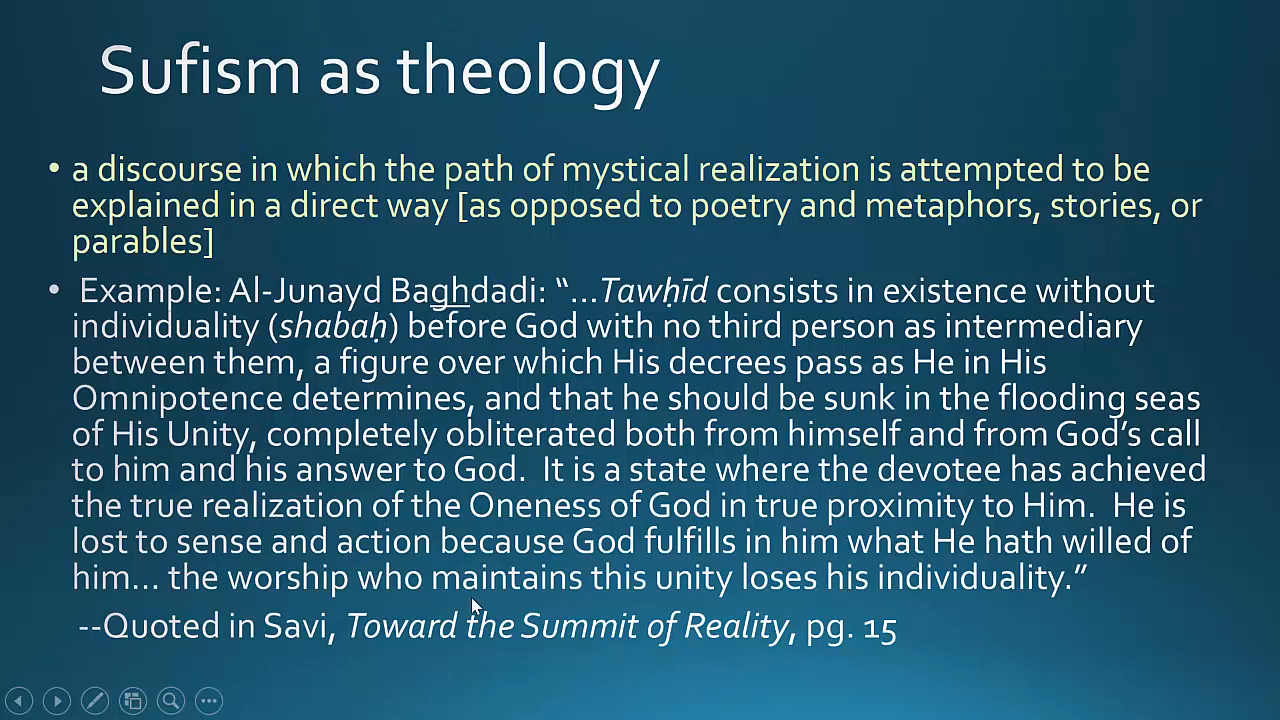 Sufism as theology
• a discourse in which the path of mystical realization is attempted to be
explained in a direct way [as opposed to poetry and metaphors, stories, or
parables]
• Example: Al-Junayd Baghdadi: “…Tawḥīd consists in existence without
individuality (shabaḥ) before God with no third person as intermediary
between them, a figure over which His decrees pass as He in His
Omnipotence determines, and that he should be sunk in the flooding seas
of His Unity, completely obliterated both from himself and from God’s call
to him and his answer to God.  It is a state where the devotee has achieved
the true realization of the Oneness of God in true proximity to Him.  He is
lost to sense and action because God fulfills in him what He hath willed of
him… the worship who maintains this unity loses his individuality.”
--Quoted in Savi, Toward the Summit of Reality, pg. 15